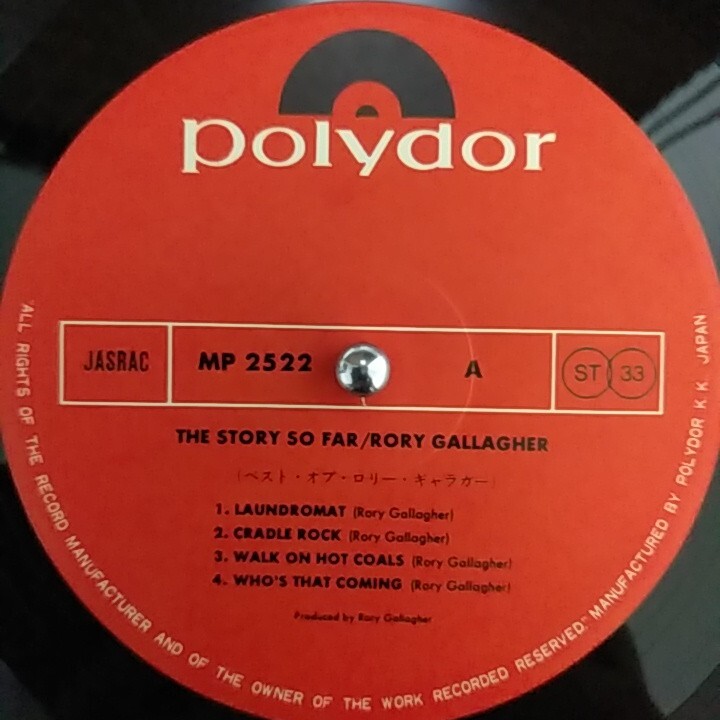 polydor
JASRAC
MP 2522
A
ST 33
THE STORY SO FAR/RORY GALLAGHER
(ベスト・オブ・ロリー・ギャラガー)
1. LAUNDROMAT (Rory Gallagher)
2. CRADLE ROCK (Rory Gallagher)
3. WALK ON HOT COALS (Rory Gallagher)
4. WHO'S THAT COMING (Rory Gallagher)
Produced by Rory Gallagher
"ALL RIGHTS OF THE RECORD MANUFACTURER AND OF THE OWNER OF THE WORK RECORDED RESERVED." MANUFACTURED BY POLYDOR K.K. JAPAN